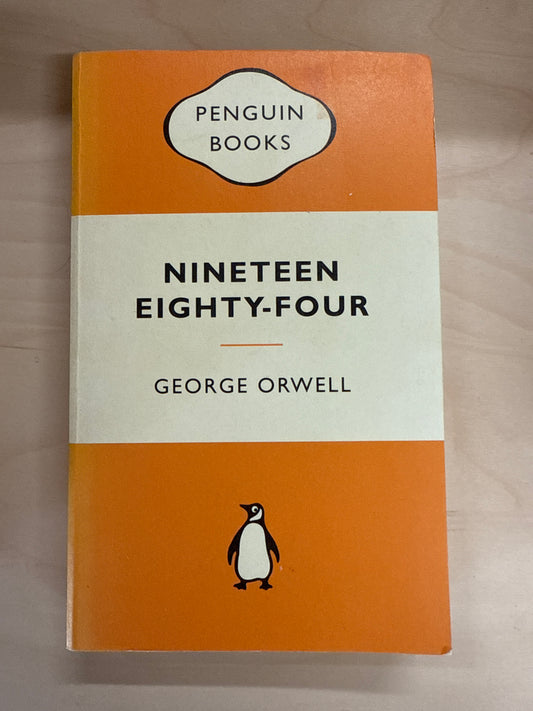 PENGUIN
BOOKS
NINETEEN
EIGHTY-FOUR
GEORGE ORWELL